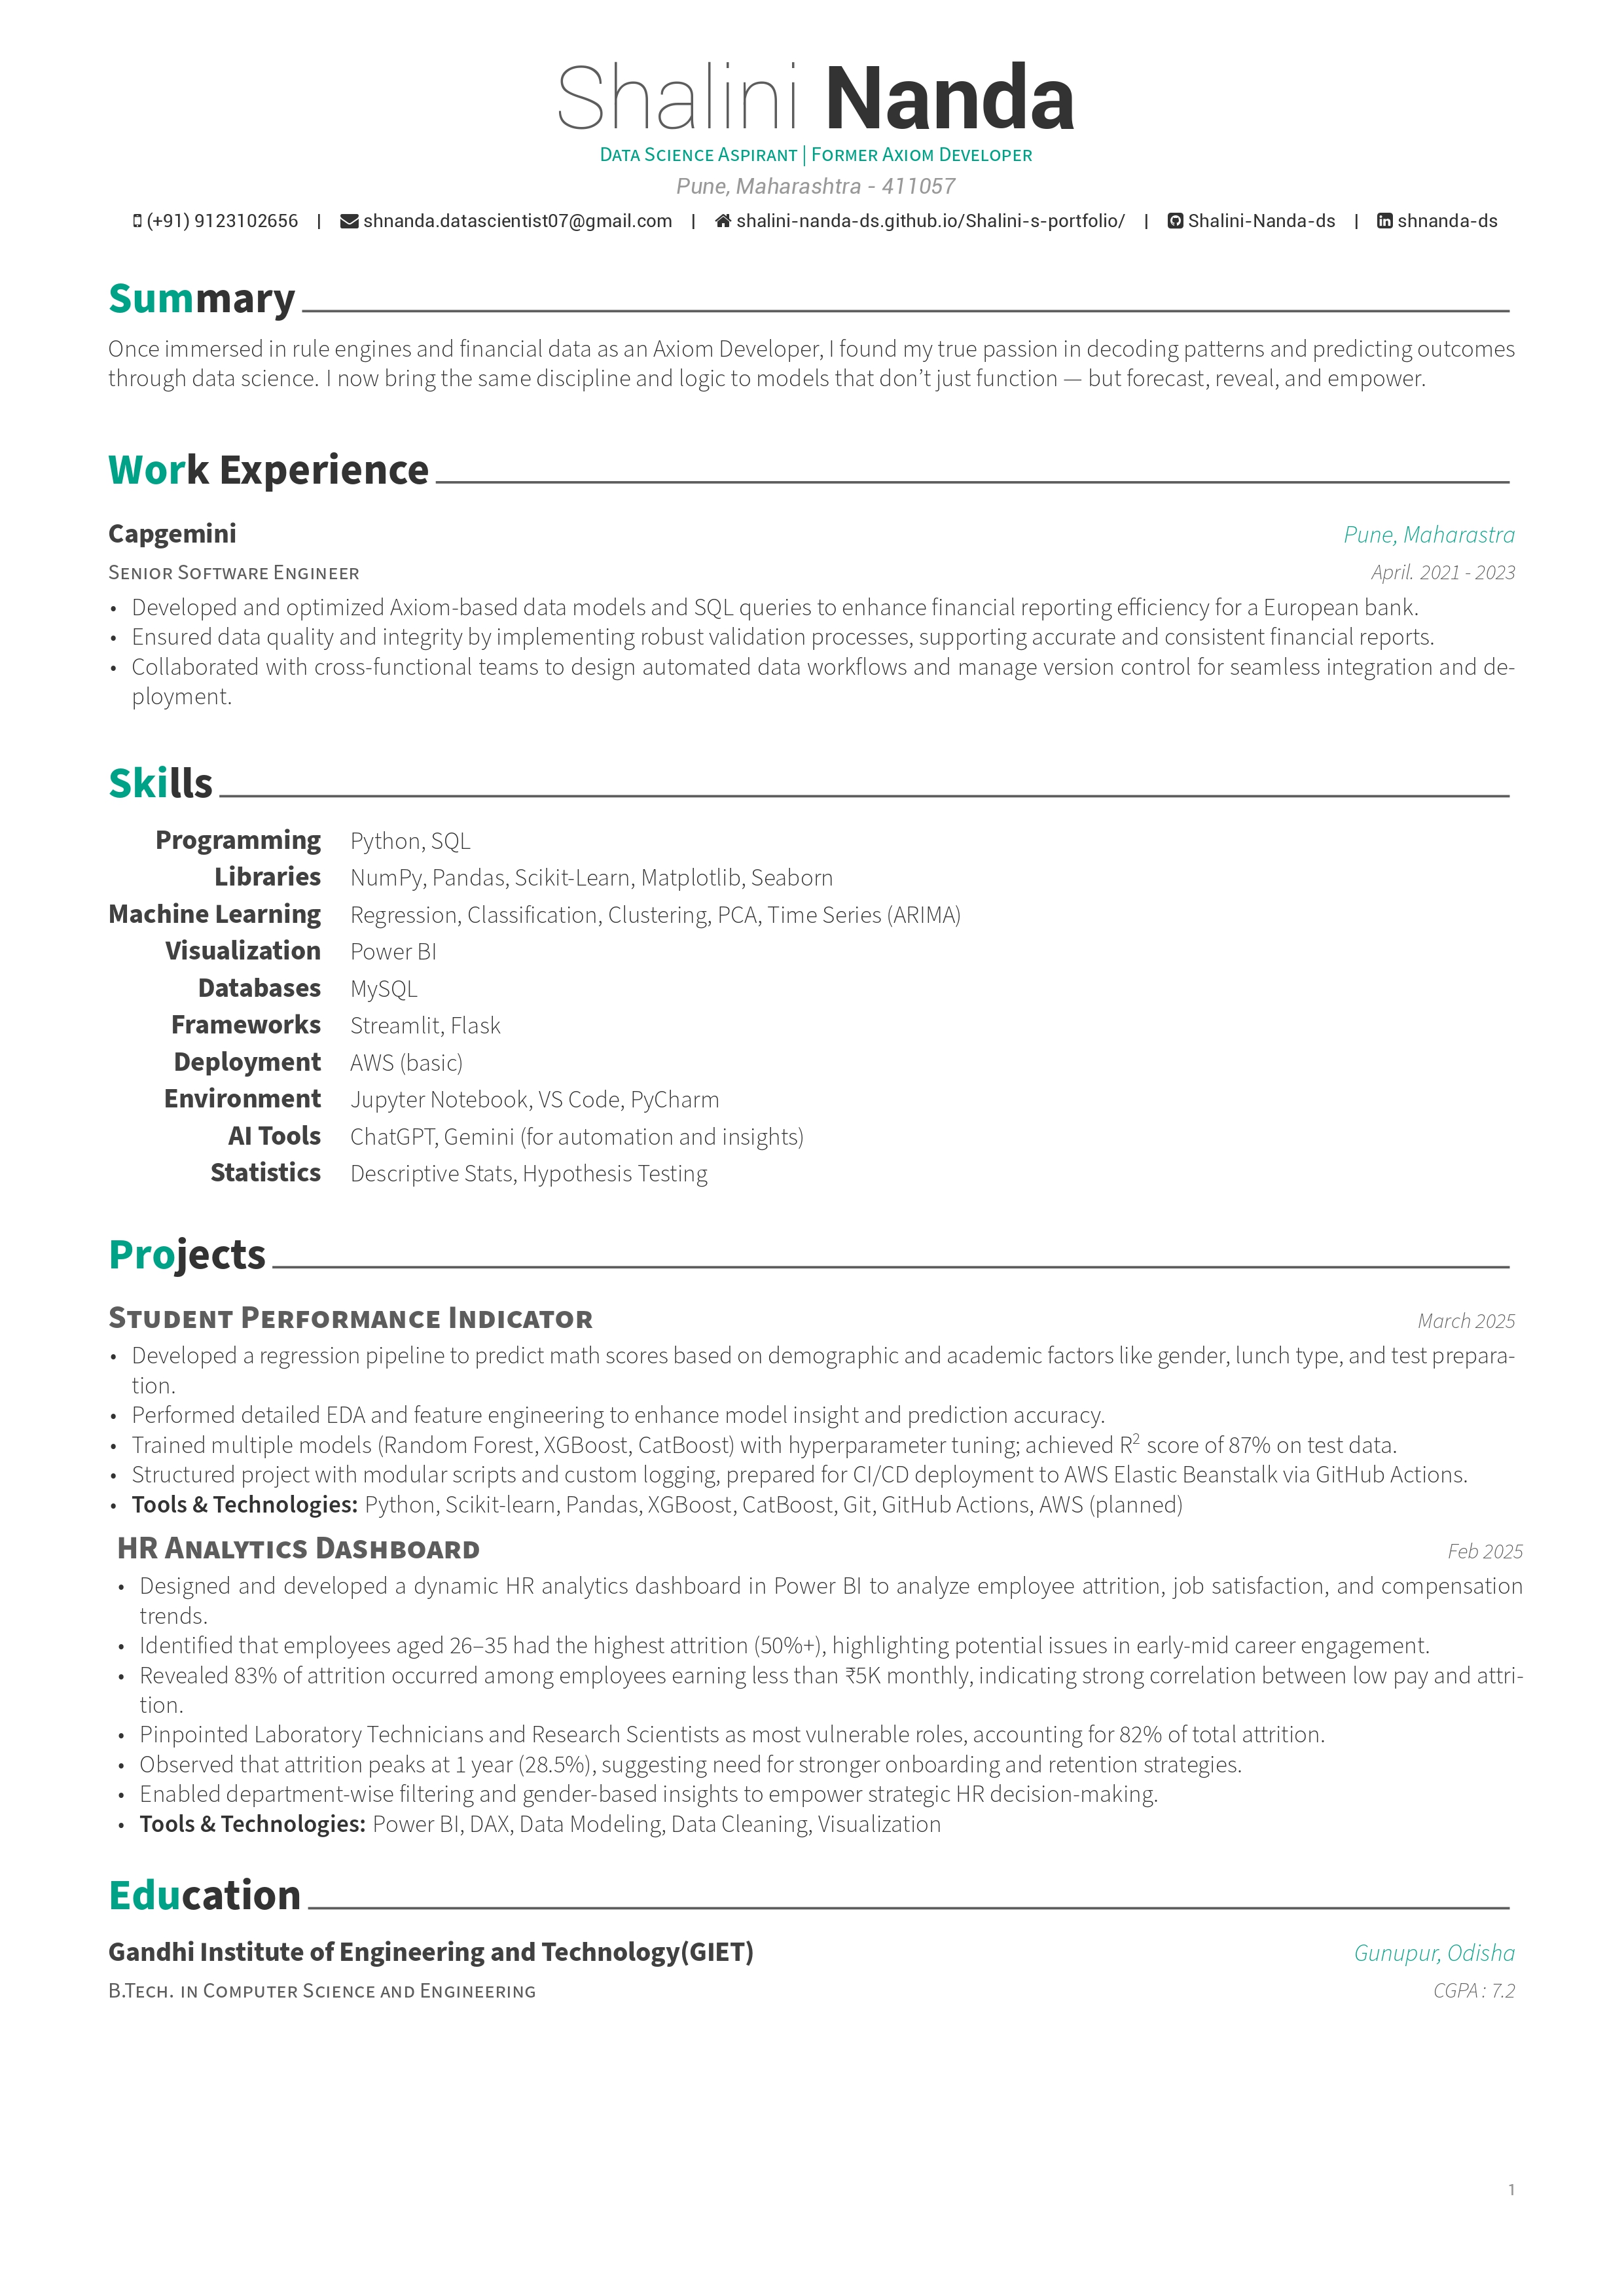 Shalini Nanda
Data Science Aspirant | Former Axiom Developer
Pune, Maharashtra - 411057
(+91) 9123102656 | shnanda.datascientist07@gmail.com | shalini-nanda-ds.github.io/Shalini-s-portfolio/ | Shalini-Nanda-ds | shnanda-ds
Summary
Once immersed in rule engines and financial data as an Axiom Developer, I found my true passion in decoding patterns and predicting outcomes
through data science. I now bring the same discipline and logic to models that don’t just function — but forecast, reveal, and empower.
Work Experience
Capgemini Pune, Maharastra
Senior Software Engineer April. 2021 - 2023
• Developed and optimized Axiom-based data models and SQL queries to enhance financial reporting efficiency for a European bank.
• Ensured data quality and integrity by implementing robust validation processes, supporting accurate and consistent financial reports.
• Collaborated with cross-functional teams to design automated data workflows and manage version control for seamless integration and de-
ployment.
Skills
Programming Python, SQL
Libraries NumPy, Pandas, Scikit-Learn, Matplotlib, Seaborn
Machine Learning Regression, Classification, Clustering, PCA, Time Series (ARIMA)
Visualization Power BI
Databases MySQL
Frameworks Streamlit, Flask
Deployment AWS (basic)
Environment Jupyter Notebook, VS Code, PyCharm
AI Tools ChatGPT, Gemini (for automation and insights)
Statistics Descriptive Stats, Hypothesis Testing
Projects
Student Performance Indicator March 2025
• Developed a regression pipeline to predict math scores based on demographic and academic factors like gender, lunch type, and test prepara-
tion.
• Performed detailed EDA and feature engineering to enhance model insight and prediction accuracy.
• Trained multiple models (Random Forest, XGBoost, CatBoost) with hyperparameter tuning; achieved R² score of 87% on test data.
• Structured project with modular scripts and custom logging, prepared for CI/CD deployment to AWS Elastic Beanstalk via GitHub Actions.
• Tools & Technologies: Python, Scikit-learn, Pandas, XGBoost, CatBoost, Git, GitHub Actions, AWS (planned)
HR Analytics Dashboard Feb 2025
• Designed and developed a dynamic HR analytics dashboard in Power BI to analyze employee attrition, job satisfaction, and compensation
trends.
• Identified that employees aged 26–35 had the highest attrition (50%+), highlighting potential issues in early-mid career engagement.
• Revealed 83% of attrition occurred among employees earning less than ₹5K monthly, indicating strong correlation between low pay and attri-
tion.
• Pinpointed Laboratory Technicians and Research Scientists as most vulnerable roles, accounting for 82% of total attrition.
• Observed that attrition peaks at 1 year (28.5%), suggesting need for stronger onboarding and retention strategies.
• Enabled department-wise filtering and gender-based insights to empower strategic HR decision-making.
• Tools & Technologies: Power BI, DAX, Data Modeling, Data Cleaning, Visualization
Education
Gandhi Institute of Engineering and Technology(GIET) Gunupur, Odisha
B.Tech. in Computer Science and Engineering CGPA : 7.2
1